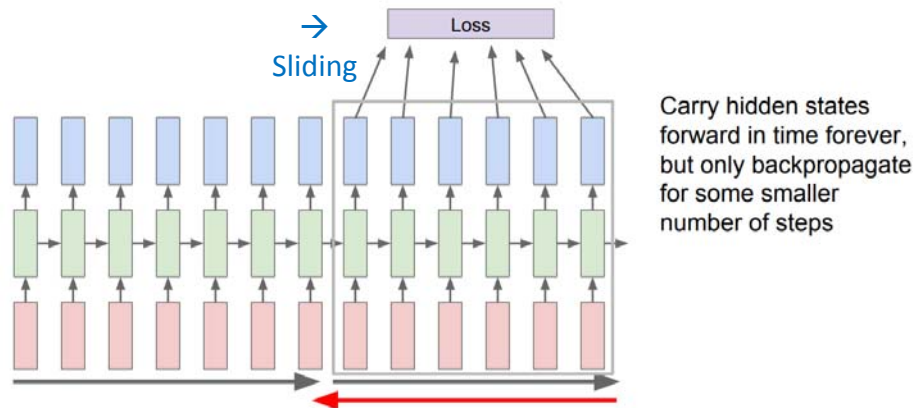 →
Loss
Sliding
Carry hidden states
forward in time forever,
but only backpropagate
for some smaller
number of steps